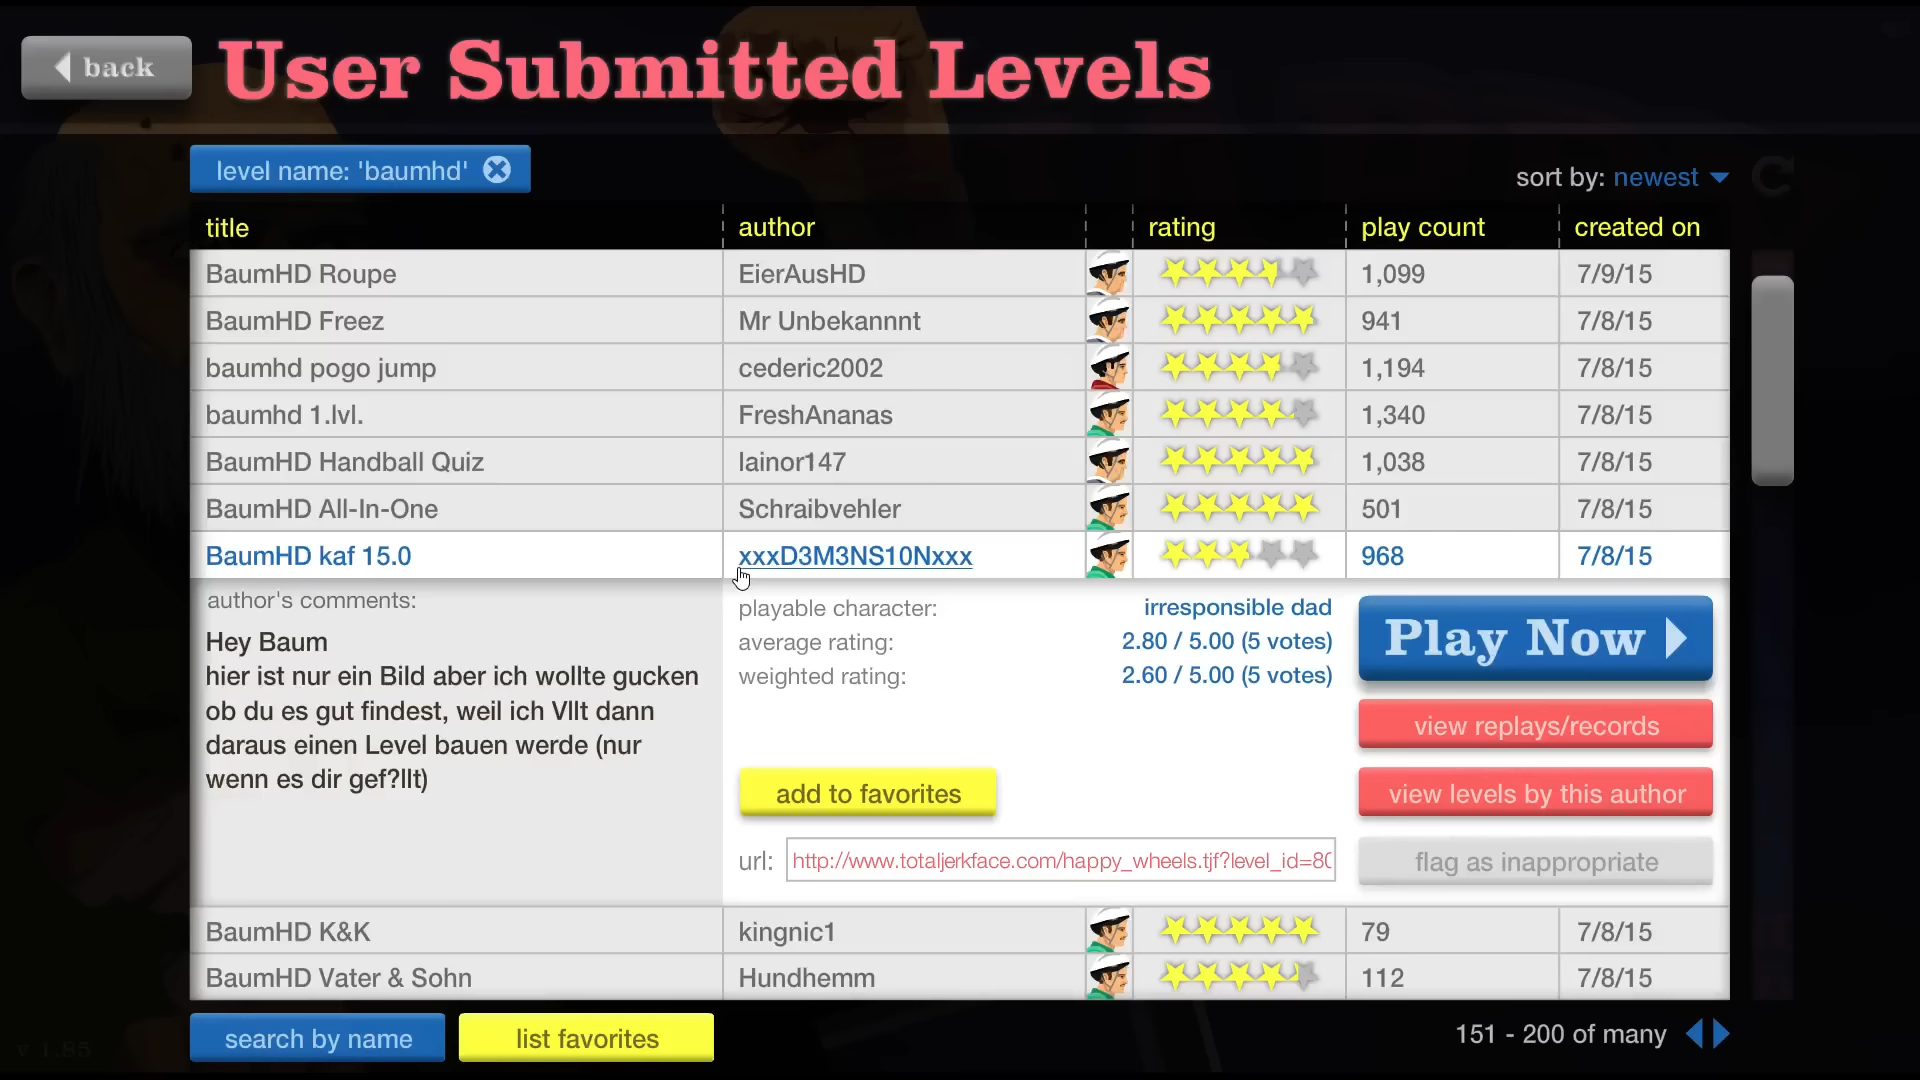 back
User Submitted Levels
level name: 'baumhd'
sort by: newest
title author rating play count created on
BaumHD Roupe EierAusHD 1,099 7/9/15
BaumHD Freez Mr Unbekannnt 941 7/8/15
baumhd pogo jump cederic2002 1,194 7/8/15
baumhd 1.lvl. FreshAnanas 1,340 7/8/15
BaumHD Handball Quiz lainor147 1,038 7/8/15
BaumHD All-In-One Schraibvehler 501 7/8/15
BaumHD kaf 15.0 xxxD3M3NS10Nxxx 968 7/8/15
author's comments:
Hey Baum
hier ist nur ein Bild aber ich wollte gucken
ob du es gut findest, weil ich Vllt dann
daraus einen Level bauen werde (nur
wenn es dir gef?llt)
playable character: irresponsible dad
average rating: 2.80 / 5.00 (5 votes)
weighted rating: 2.60 / 5.00 (5 votes)
add to favorites
url: http://www.totaljerkface.com/happy_wheels.tjf?level_id=80
Play Now
view replays/records
view levels by this author
flag as inappropriate
BaumHD K&K kingnic1 79 7/8/15
BaumHD Vater & Sohn Hundhemm 112 7/8/15
search by name
list favorites
151 - 200 of many
v 1.85